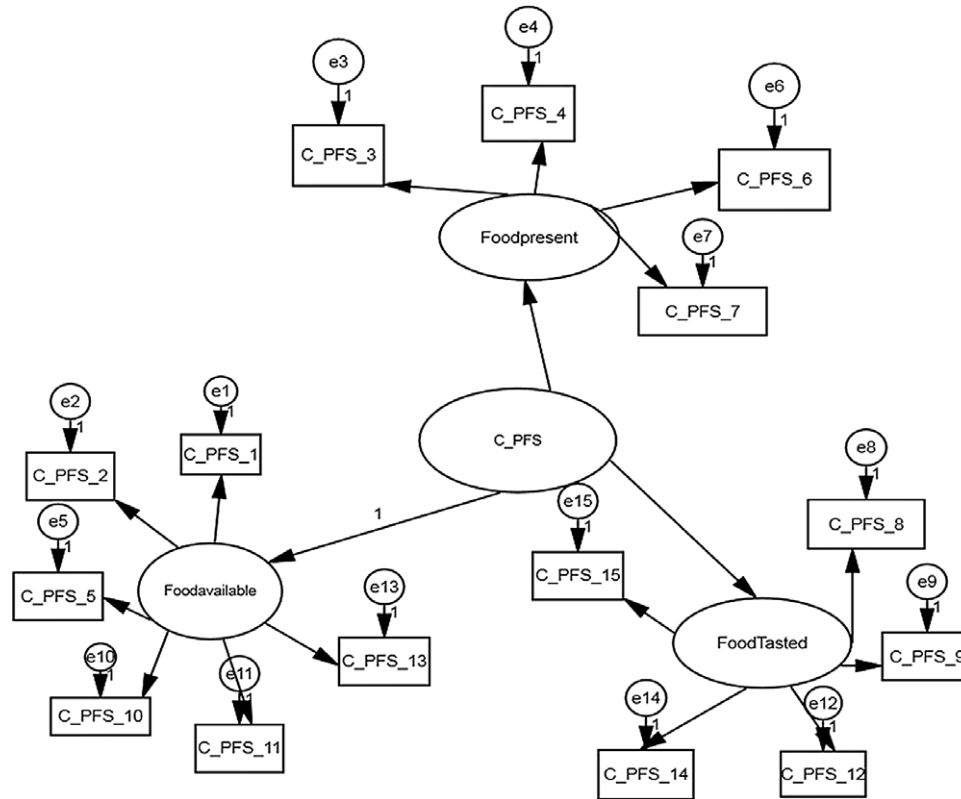 e4
1
C_PFS_4
e3
1
C_PFS_3
e6
1
C_PFS_6
Foodpresent
e7
1
C_PFS_7
C_PFS
1
e2
1
C_PFS_2
e1
1
C_PFS_1
e5
1
C_PFS_5
Foodavailable
e13
1
C_PFS_13
e10
1
C_PFS_10
e11
1
C_PFS_11
e15
1
C_PFS_15
e8
1
C_PFS_8
e9
1
C_PFS_9
FoodTasted
e14
1
C_PFS_14
e12
1
C_PFS_12